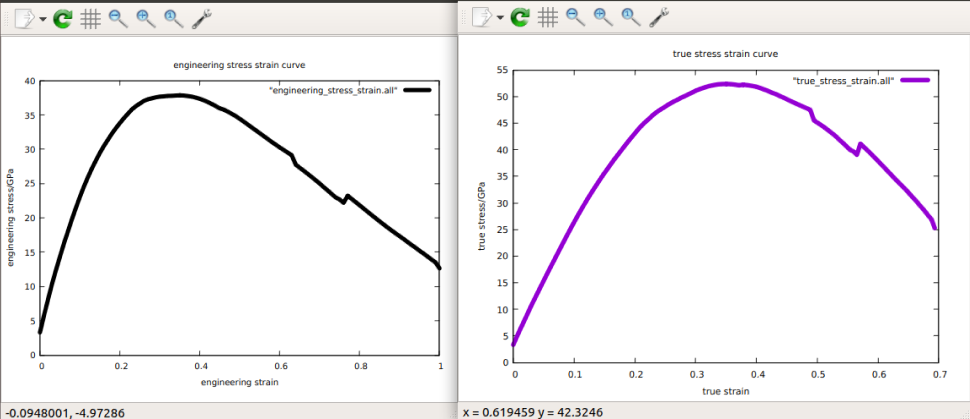 engineering stress strain curve
"engineering_stress_strain.all"
engineering stress/GPa
40
35
30
25
20
15
10
5
0
0 0.2 0.4 0.6 0.8 1
engineering strain
-0.0948001, -4.97286
true stress strain curve
"true_stress_strain.all"
true stress/GPa
55
50
45
40
35
30
25
20
15
10
5
0
0 0.1 0.2 0.3 0.4 0.5 0.6 0.7
true strain
x = 0.619459 y = 42.3246